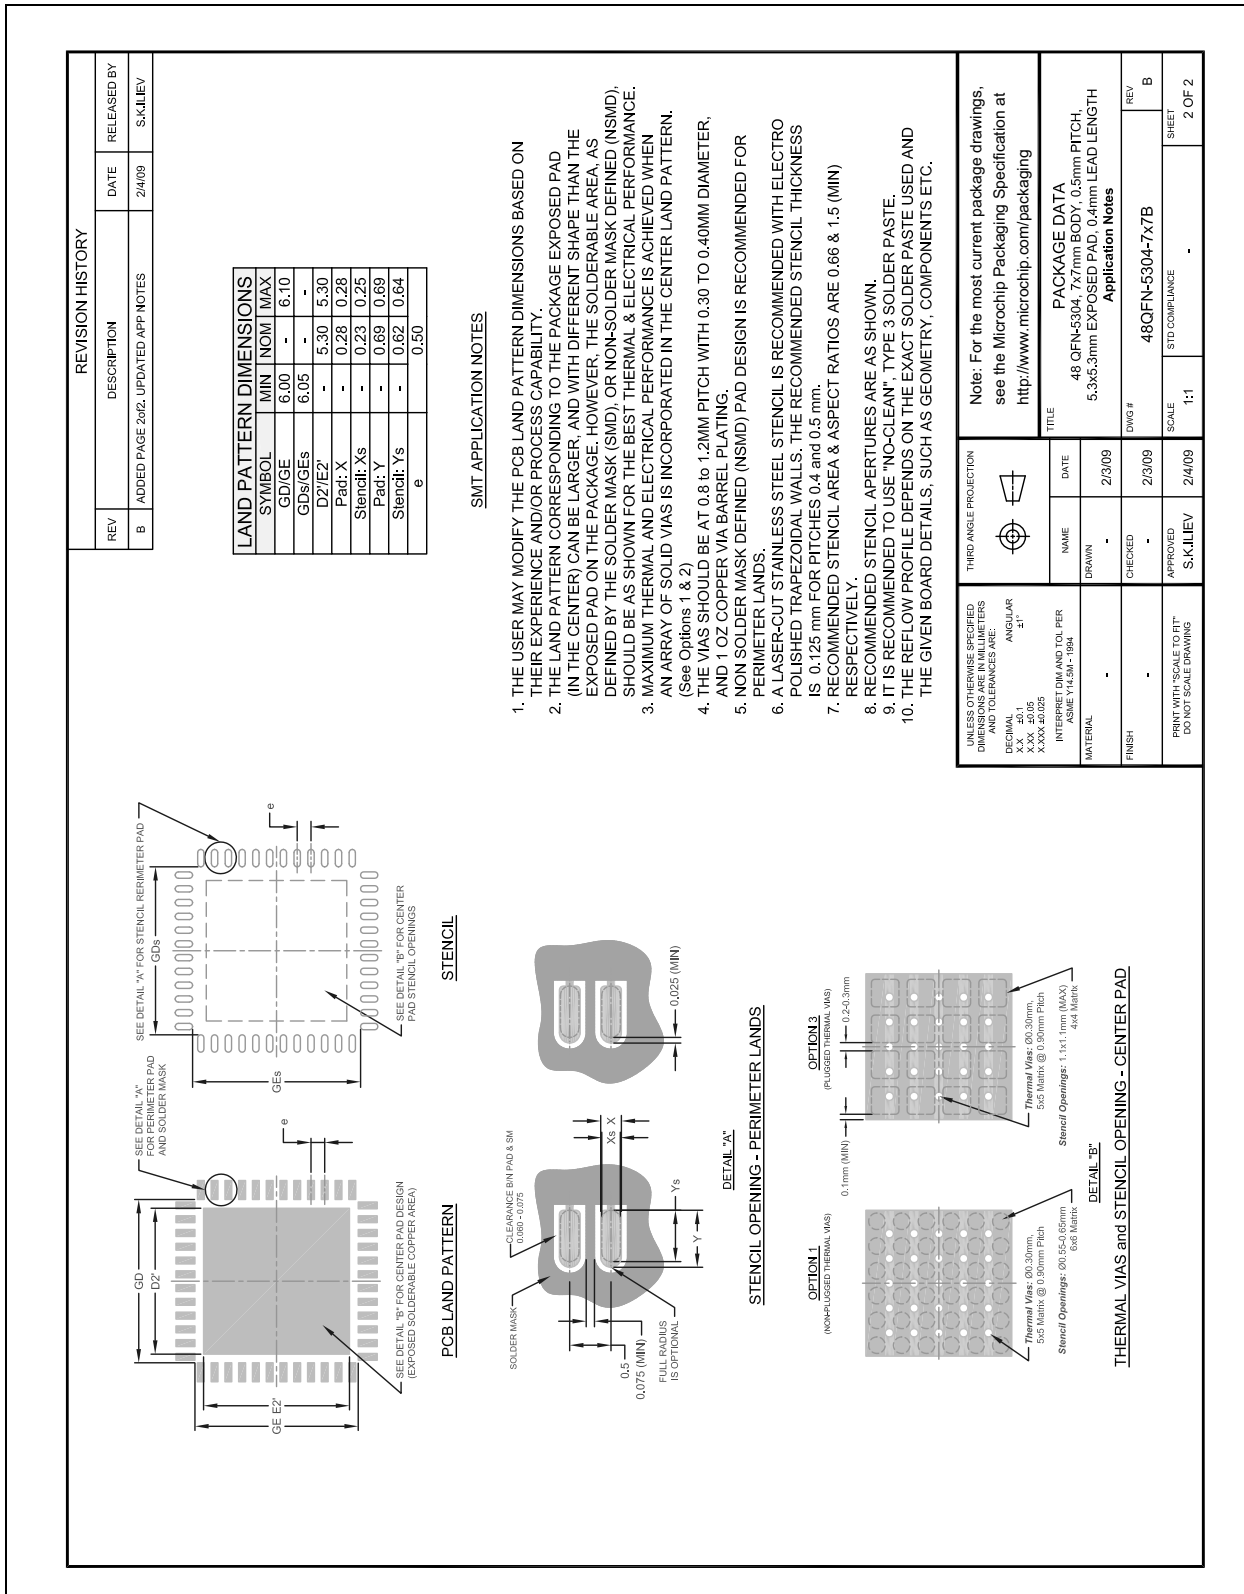 REVISION HISTORY
REV DESCRIPTION DATE RELEASED BY
B ADDED PAGE 2of2. UPDATED APP NOTES 2/4/09 S.K.ILIEV
LAND PATTERN DIMENSIONS
SYMBOL MIN NOM MAX
GD/GE 6.00 - 6.10
GDs/GEs 6.05 - -
D2'/E2' - 5.30 5.30
Pad: X - 0.28 0.28
Stencil: Xs - 0.23 0.25
Pad: Y - 0.69 0.69
Stencil: Ys - 0.62 0.64
e 0.50
SMT APPLICATION NOTES
1. THE USER MAY MODIFY THE PCB LAND PATTERN DIMENSIONS BASED ON
THEIR EXPERIENCE AND/OR PROCESS CAPABILITY.
2. THE LAND PATTERN CORRESPONDING TO THE PACKAGE EXPOSED PAD
(IN THE CENTER) CAN BE LARGER, AND WITH DIFFERENT SHAPE THAN THE
EXPOSED PAD ON THE PACKAGE. HOWEVER, THE SOLDERABLE AREA, AS
DEFINED BY THE SOLDER MASK (SMD), OR NON-SOLDER MASK DEFINED (NSMD),
SHOULD BE AS SHOWN FOR THE BEST THERMAL & ELECTRICAL PERFORMANCE.
3. MAXIMUM THERMAL AND ELECTRICAL PERFORMANCE IS ACHIEVED WHEN
AN ARRAY OF SOLID VIAS IS INCORPORATED IN THE CENTER LAND PATTERN.
(See Options 1 & 2)
4. THE VIAS SHOULD BE AT 0.8 to 1.2MM PITCH WITH 0.30 TO 0.40MM DIAMETER,
AND 1 OZ COPPER VIA BARREL PLATING.
5. NON SOLDER MASK DEFINED (NSMD) PAD DESIGN IS RECOMMENDED FOR
PERIMETER LANDS.
6. A LASER-CUT STAINLESS STEEL STENCIL IS RECOMMENDED WITH ELECTRO
POLISHED TRAPEZOIDAL WALLS. THE RECOMMENDED STENCIL THICKNESS
IS 0.125 mm FOR PITCHES 0.4 and 0.5 mm.
7. RECOMMENDED STENCIL AREA & ASPECT RATIOS ARE 0.66 & 1.5 (MIN)
RESPECTIVELY.
8. RECOMMENDED STENCIL APERTURES ARE AS SHOWN.
9. IT IS RECOMMENDED TO USE "NO-CLEAN", TYPE 3 SOLDER PASTE.
10. THE REFLOW PROFILE DEPENDS ON THE EXACT SOLDER PASTE USED AND
THE GIVEN BOARD DETAILS, SUCH AS GEOMETRY, COMPONENTS ETC.
SEE DETAIL "A"
FOR PERIMETER PAD
AND SOLDER MASK
GD
D2'
e
GE E2'
SEE DETAIL "B" FOR CENTER PAD DESIGN
(EXPOSED SOLDERABLE COPPER AREA)
PCB LAND PATTERN
SEE DETAIL "A" FOR STENCIL RERIMETER PAD
GDs
e
GEs
SEE DETAIL "B" FOR CENTER
PAD STENCIL OPENINGS
STENCIL
SOLDER MASK
CLEARANCE B/N PAD & SM
0.060 - 0.075
0.5
0.075 (MIN)
Xs X
FULL RADIUS
IS OPTIONAL
Y
Ys
0.025 (MIN)
DETAIL "A"
STENCIL OPENING - PERIMETER LANDS
OPTION 1
(NON-PLUGGED THERMAL VIAS)
Thermal Vias: Ø0.30mm,
5x5 Matrix @ 0.90mm Pitch
Stencil Openings: Ø0.55-0.65mm
6x6 Matrix
OPTION 3
(PLUGGED THERMAL VIAS)
0.1mm (MIN)
0.2-0.3mm
Thermal Vias: Ø0.30mm,
5x5 Matrix @ 0.90mm Pitch
Stencil Openings: 1.1x1.1mm (MAX)
4x4 Matrix
DETAIL "B"
THERMAL VIAS and STENCIL OPENING - CENTER PAD
UNLESS OTHERWISE SPECIFIED
DIMENSIONS ARE IN MILLIMETERS
AND TOLERANCES ARE:
DECIMAL ANGULAR
X.X ±0.1 ±1°
X.XX ±0.05
X.XXX ±0.025
INTERPRET DIM AND TOL PER
ASME Y14.5M - 1994
MATERIAL
-
FINISH
-
PRINT WITH "SCALE TO FIT"
DO NOT SCALE DRAWING
THIRD ANGLE PROJECTION
NAME DATE
DRAWN
- 2/3/09
CHECKED
- 2/3/09
APPROVED
S.K.ILIEV 2/4/09
Note: For the most current package drawings,
see the Microchip Packaging Specification at
http://www.microchip.com/packaging
TITLE
PACKAGE DATA
48 QFN-5304, 7x7mm BODY, 0.5mm PITCH,
5.3x5.3mm EXPOSED PAD, 0.4mm LEAD LENGTH
Application Notes
DWG # REV
48QFN-5304-7x7B B
SCALE STD COMPLIANCE SHEET
1:1 - 2 OF 2